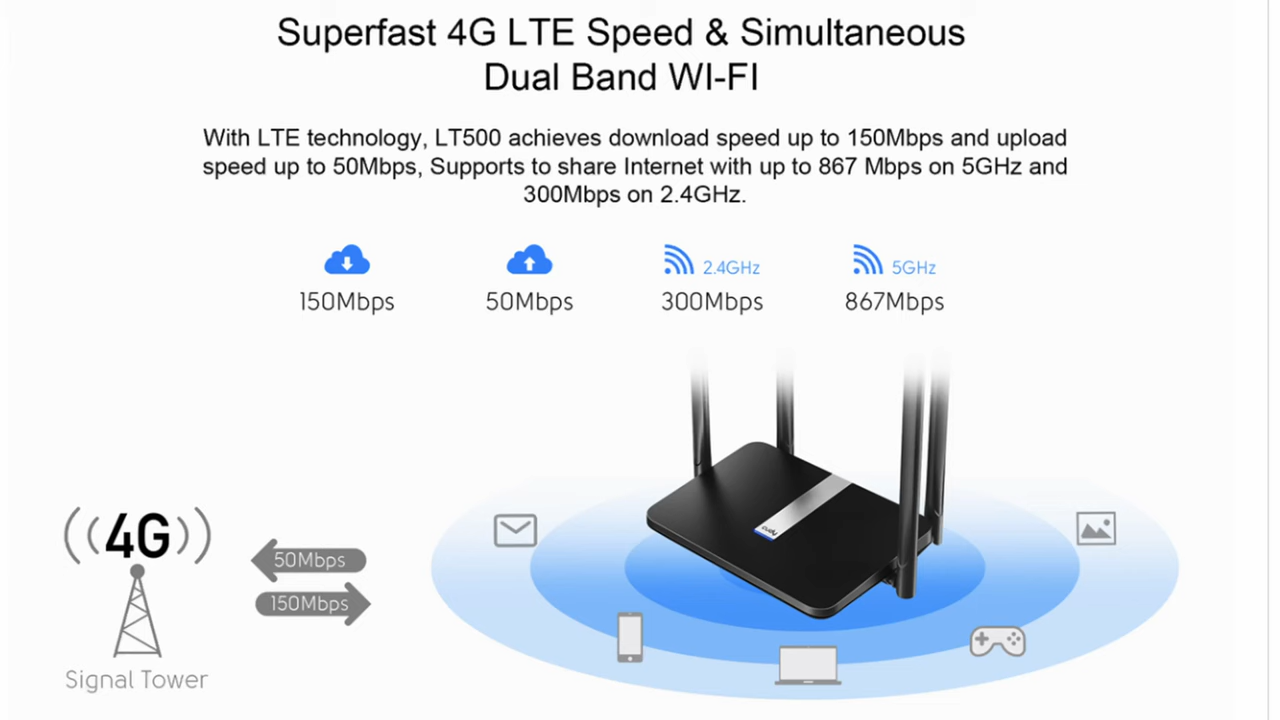 Superfast 4G LTE Speed & Simultaneous
Dual Band WI-FI
With LTE technology, LT500 achieves download speed up to 150Mbps and upload
speed up to 50Mbps, Supports to share Internet with up to 867 Mbps on 5GHz and
300Mbps on 2.4GHz.
2.4GHz
5GHz
150Mbps
50Mbps
300Mbps
867Mbps
cudy
4G
50Mbps
150Mbps
Signal Tower